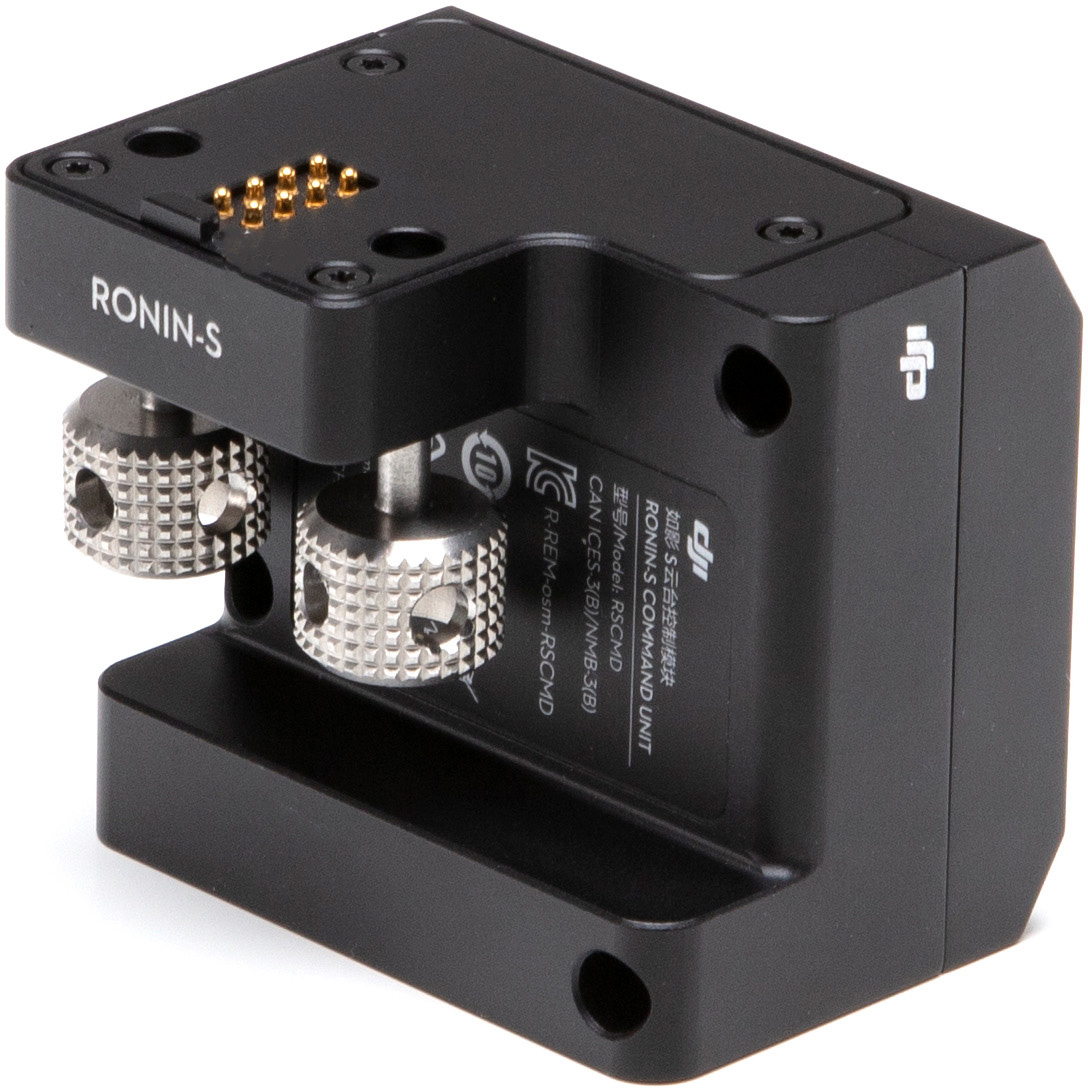 RONIN-S
dji
dji
如影 S 云台控制模块
RONIN-S COMMAND UNIT
型号/Model: RSCMD
CAN ICES-3(B)/NMB-3(B)
R-REM-osm-RSCMD
10